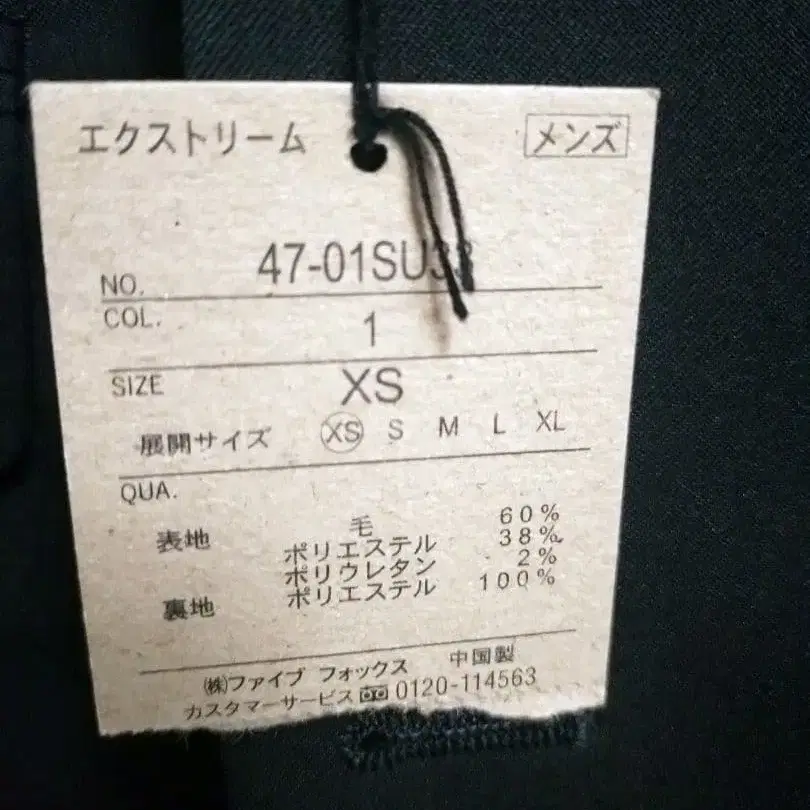 エクストリーム メンズ
NO. 47-01SU33
COL. 1
SIZE XS
展開サイズ XS S M L XL
QUA.
表地 毛 60%
ポリエステル 38%
ポリウレタン 2%
裏地 ポリエステル 100%
㈱ファイブ フォックス 中国製
カスタマーサービス 0120-114563